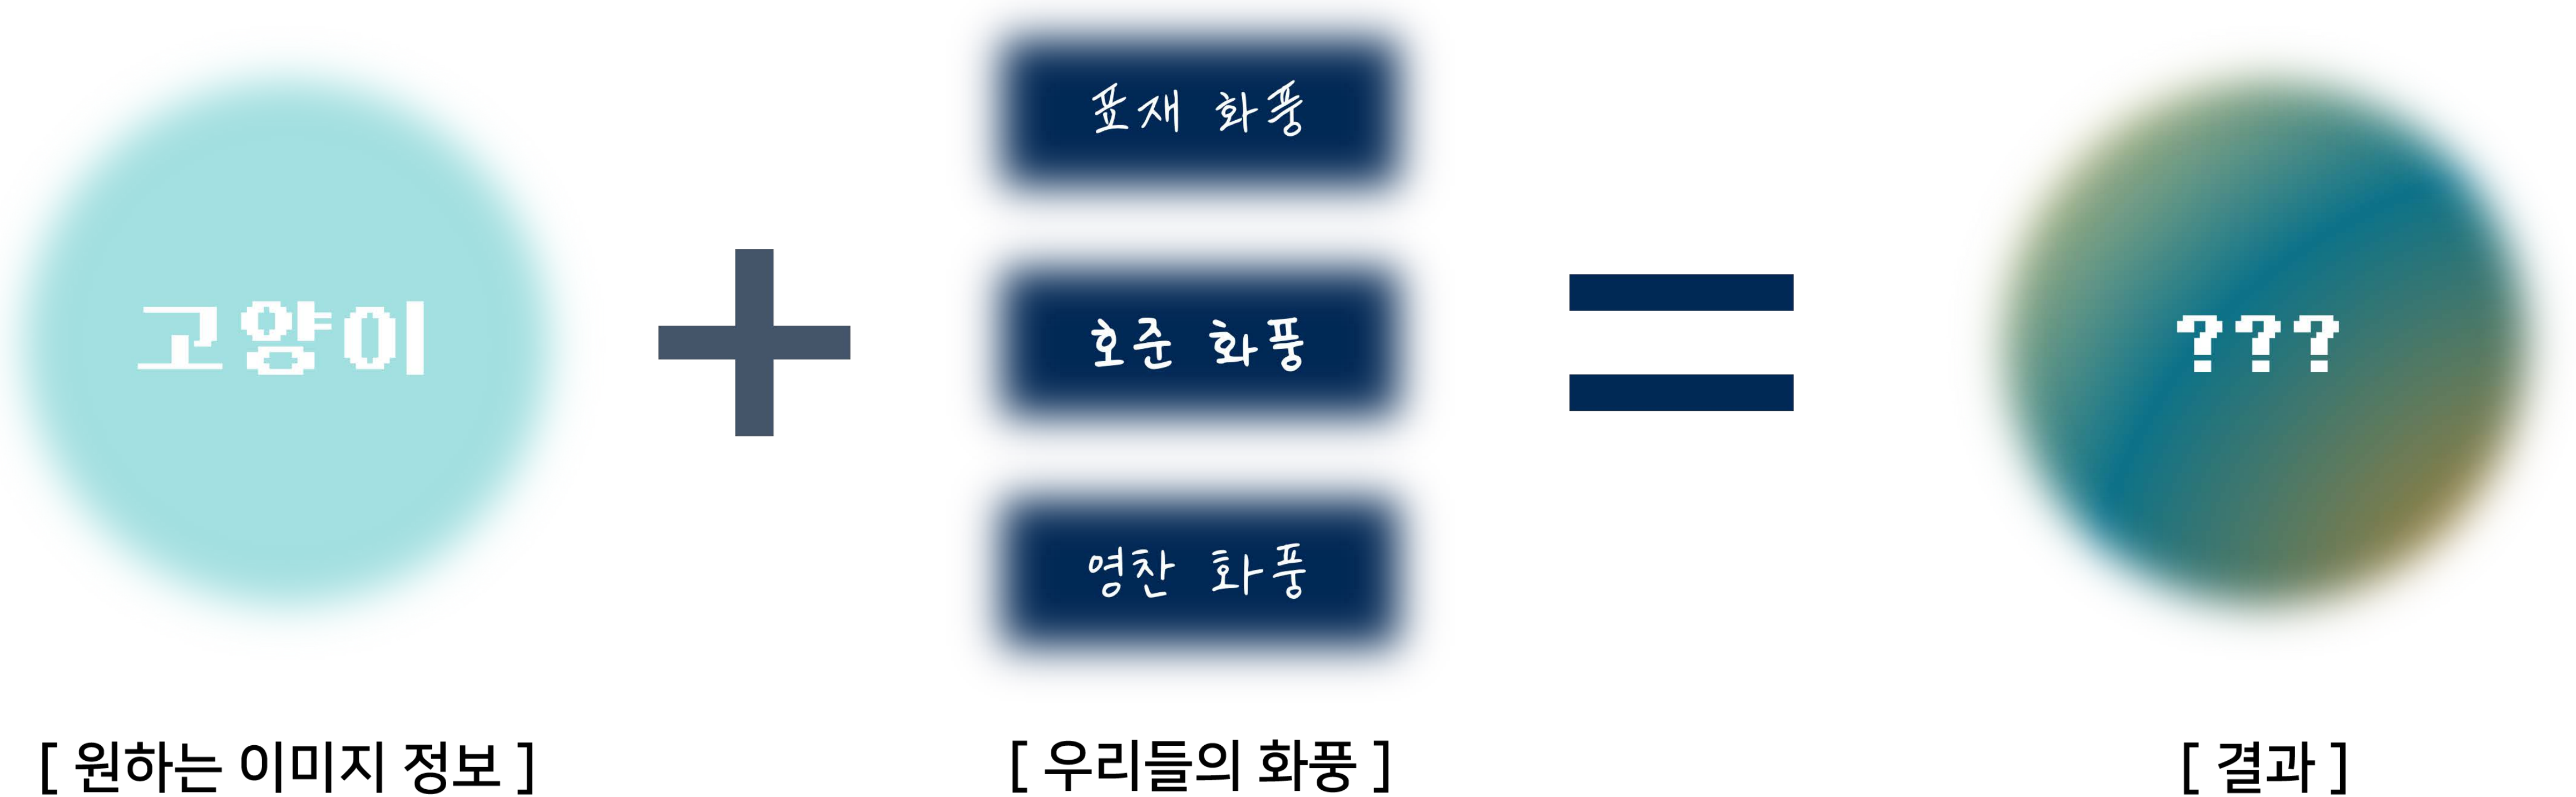 고양이
표재 화풍
호준 화풍
영찬 화풍
???
[ 원하는 이미지 정보 ]
[ 우리들의 화풍 ]
[ 결과 ]